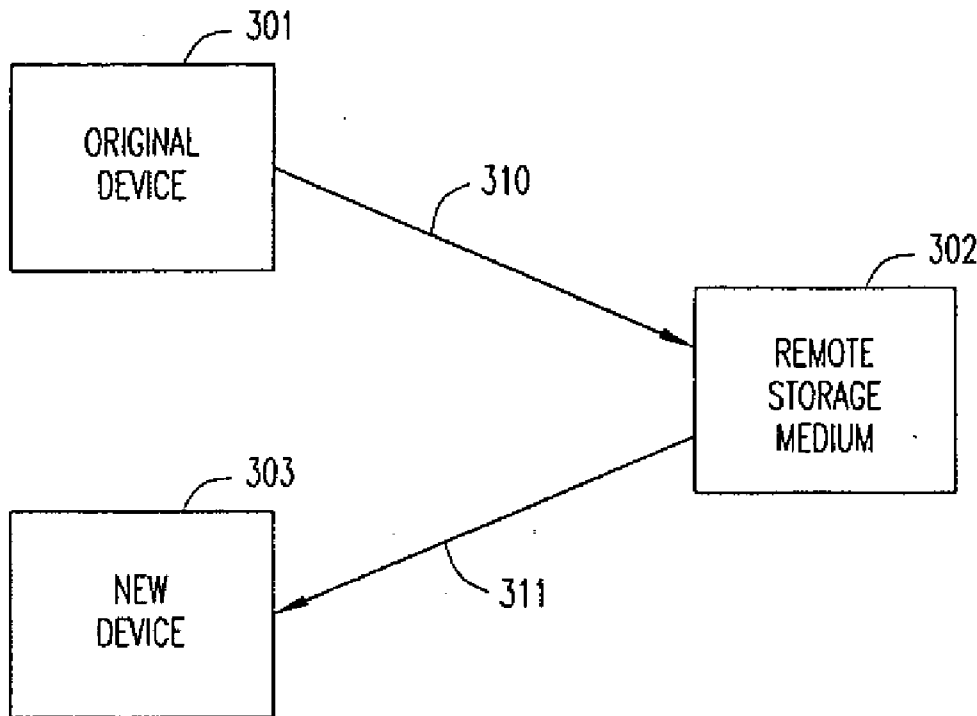 301
ORIGINAL
DEVICE
310
302
REMOTE
STORAGE
MEDIUM
303
NEW
DEVICE
311